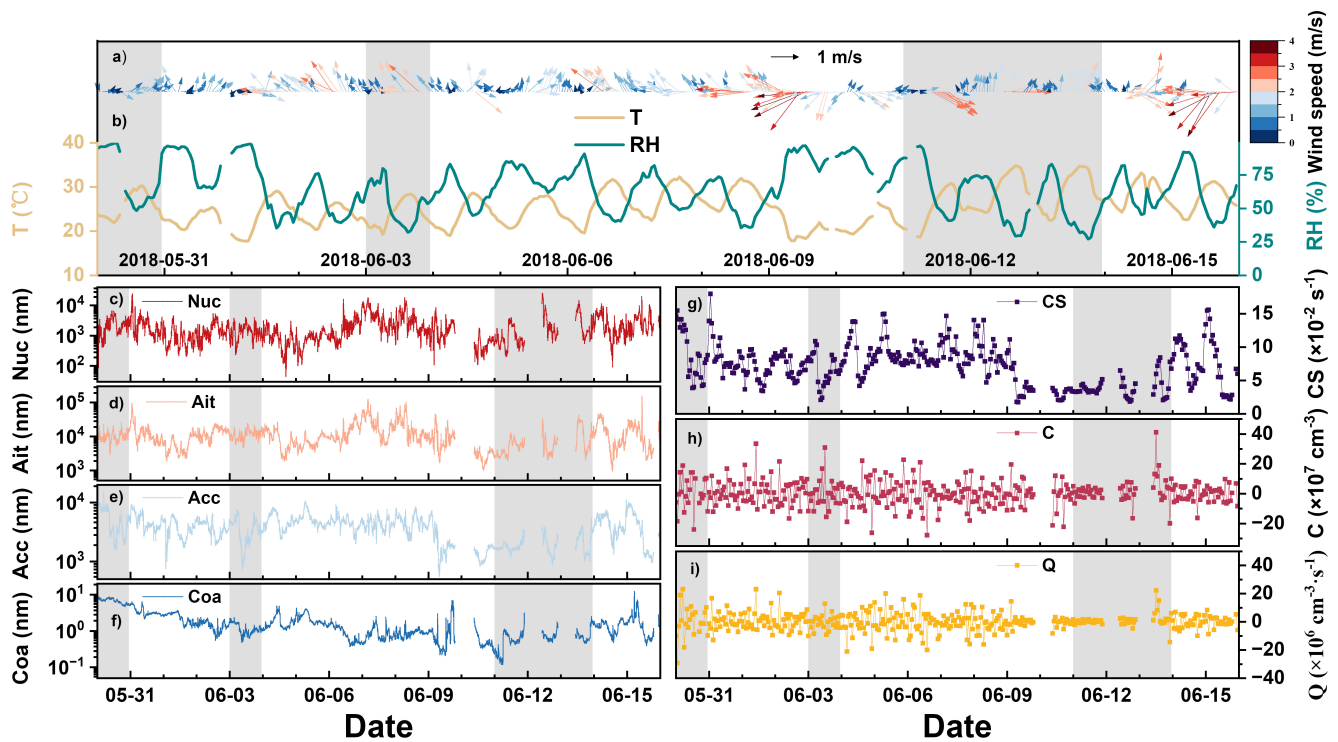 a)
1 m/s
4
3
2
1
0
Wind speed (m/s)
b)
T
RH
40
30
20
10
T (℃)
75
50
25
0
RH (%)
2018-05-31
2018-06-03
2018-06-06
2018-06-09
2018-06-12
2018-06-15
c)
Nuc
10⁴
10³
10²
Nuc (nm)
d)
Ait
10⁵
10⁴
10³
Ait (nm)
e)
Acc
10⁴
10³
Acc (nm)
f)
Coa
10¹
10⁰
10⁻¹
Coa (nm)
05-31
06-03
06-06
06-09
06-12
06-15
Date
g)
CS
15
10
5
0
CS (×10⁻² s⁻¹)
h)
C
40
20
0
−20
C (×10⁷ cm⁻³)
i)
Q
40
20
0
−20
−40
Q (×10⁶ cm⁻³·s⁻¹)
05-31
06-03
06-06
06-09
06-12
06-15
Date